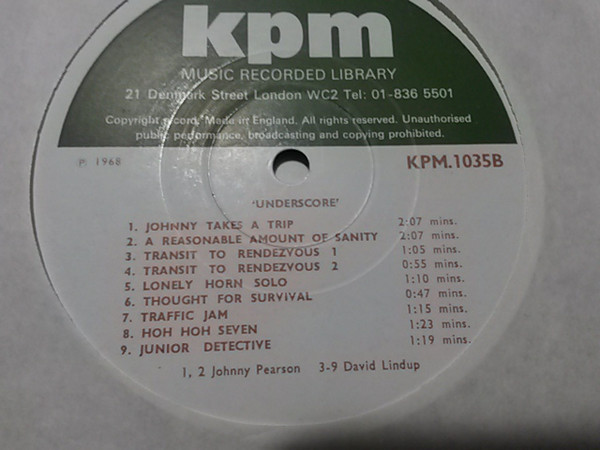 kpm
MUSIC RECORDED LIBRARY
21 Denmark Street London WC2 Tel: 01-836 5501
Copyright record. Made in England. All rights reserved. Unauthorised
public performance, broadcasting and copying prohibited.
P 1968 KPM.1035B
'UNDERSCORE'
1. JOHNNY TAKES A TRIP 2:07 mins.
2. A REASONABLE AMOUNT OF SANITY 2:07 mins.
3. TRANSIT TO RENDEZVOUS 1 1:05 mins.
4. TRANSIT TO RENDEZVOUS 2 0:55 mins.
5. LONELY HORN SOLO 1:10 mins.
6. THOUGHT FOR SURVIVAL 0:47 mins.
7. TRAFFIC JAM 1:15 mins.
8. HOH HOH SEVEN 1:23 mins.
9. JUNIOR DETECTIVE 1:19 mins.
1, 2 Johnny Pearson 3-9 David Lindup